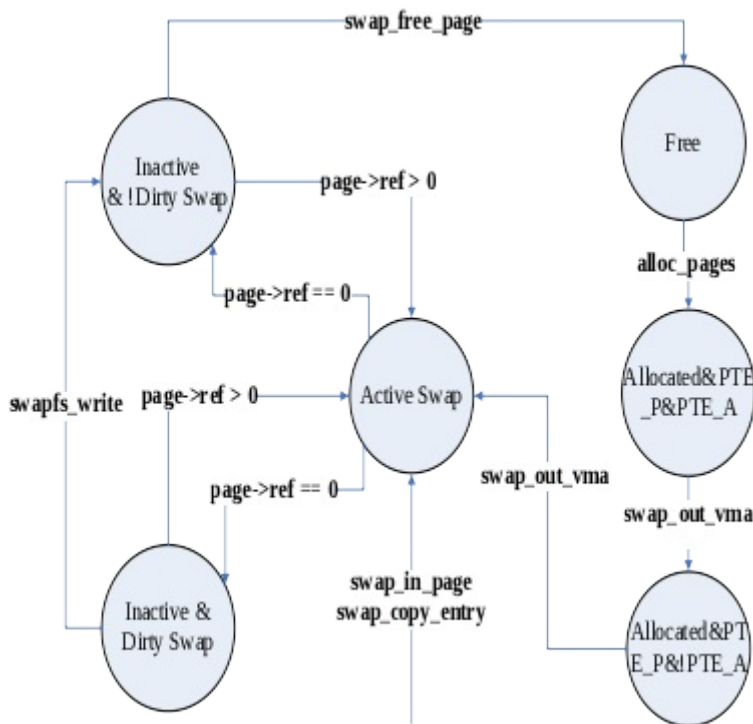 swap_free_page
Inactive
& !Dirty Swap
Free
page->ref > 0
alloc_pages
page->ref == 0
Allocated&PTE
_P&PTE_A
Active Swap
swapfs_write
page->ref > 0
swap_out_vma
page->ref == 0
swap_out_vma
swap_in_page
swap_copy_entry
Inactive &
Dirty Swap
Allocated&PT
E_P&!PTE_A